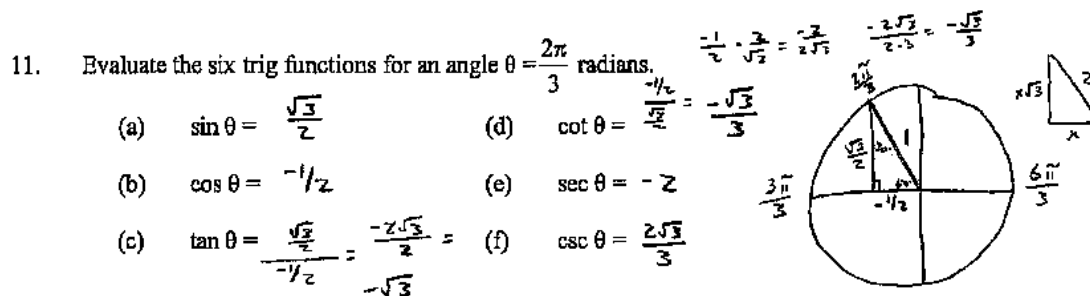 -1/2 · 2/√3 = -2/2√3   -2√3/2·3 = -√3/3
11. Evaluate the six trig functions for an angle θ = 2π/3 radians.
(a) sin θ = √3/2
(d) cot θ = (-1/2)/(√3/2) = -√3/3
(b) cos θ = -1/2
(e) sec θ = -2
(c) tan θ = (√3/2)/(-1/2) = -2√3/2 = -√3
(f) csc θ = 2√3/3
2π/3
√3/2
1
-1/2
3π/3
6π/3
x√3
2
x